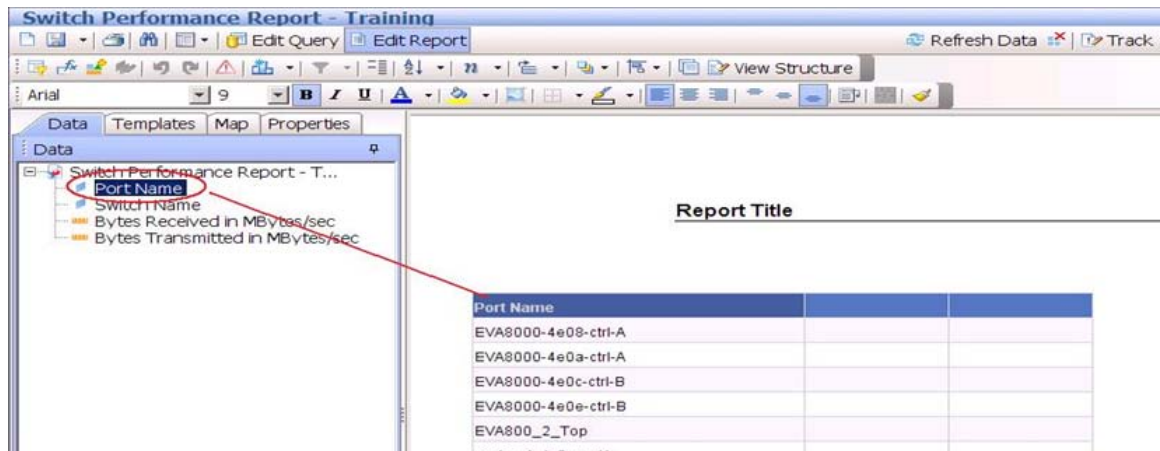 Switch Performance Report - Training
Edit Query Edit Report Refresh Data Track
View Structure
Arial 9 B I U A
Data Templates Map Properties
Data
Switch Performance Report - T...
Port Name
Switch Name
Bytes Received in MBytes/sec
Bytes Transmitted in MBytes/sec
Report Title
Port Name
EVA8000-4e08-ctrl-A
EVA8000-4e0a-ctrl-A
EVA8000-4e0c-ctrl-B
EVA8000-4e0e-ctrl-B
EVA800_2_Top